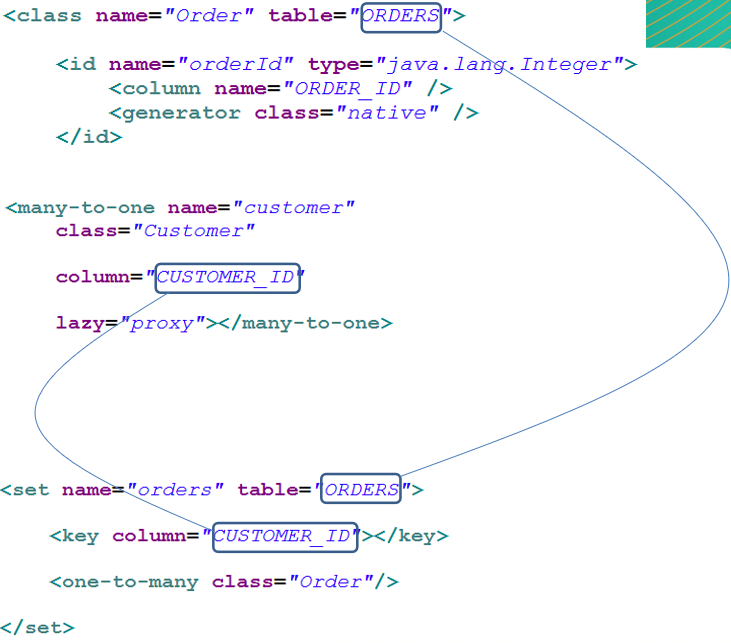 <class name="Order" table="ORDERS">
<id name="orderId" type="java.lang.Integer">
<column name="ORDER_ID" />
<generator class="native" />
</id>
<many-to-one name="customer"
class="Customer"
column="CUSTOMER_ID"
lazy="proxy"></many-to-one>
<set name="orders" table="ORDERS">
<key column="CUSTOMER_ID"></key>
<one-to-many class="Order"/>
</set>